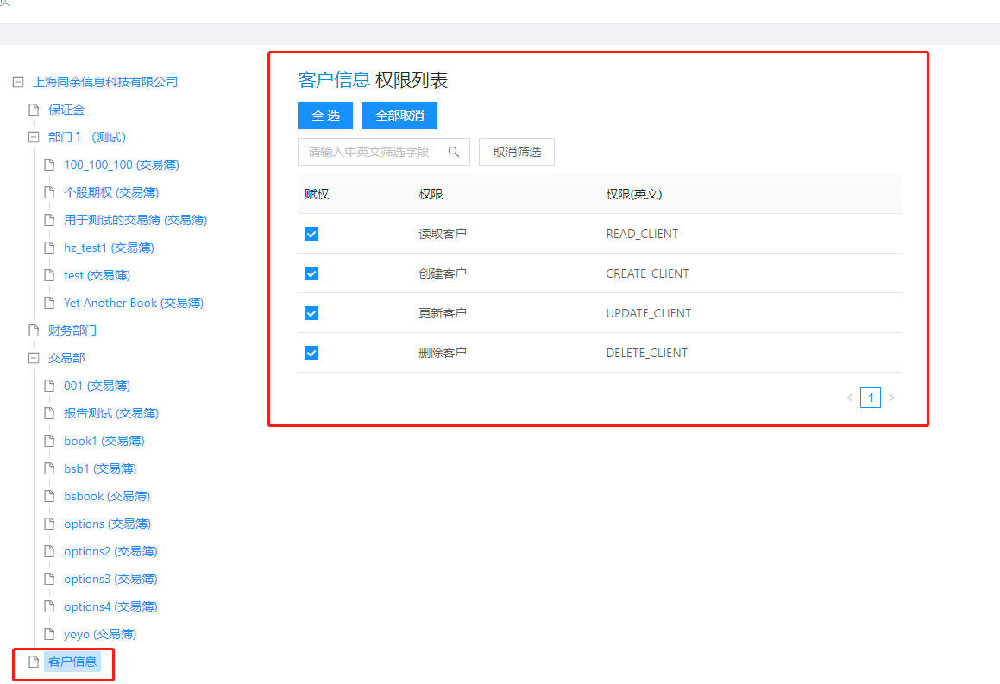 上海同余信息科技有限公司
保证金
部门１（测试）
100_100_100 (交易簿)
个股期权 (交易簿)
用于测试的交易簿 (交易簿)
hz_test1 (交易簿)
test (交易簿)
Yet Another Book (交易簿)
财务部门
交易部
001 (交易簿)
报告测试 (交易簿)
book1 (交易簿)
bsb1 (交易簿)
bsbook (交易簿)
options (交易簿)
options2 (交易簿)
options3 (交易簿)
options4 (交易簿)
yoyo (交易簿)
客户信息
客户信息 权限列表
全 选 全部取消
请输入中英文筛选字段 取消筛选
赋权 权限 权限(英文)
读取客户 READ_CLIENT
创建客户 CREATE_CLIENT
更新客户 UPDATE_CLIENT
删除客户 DELETE_CLIENT
< 1 >